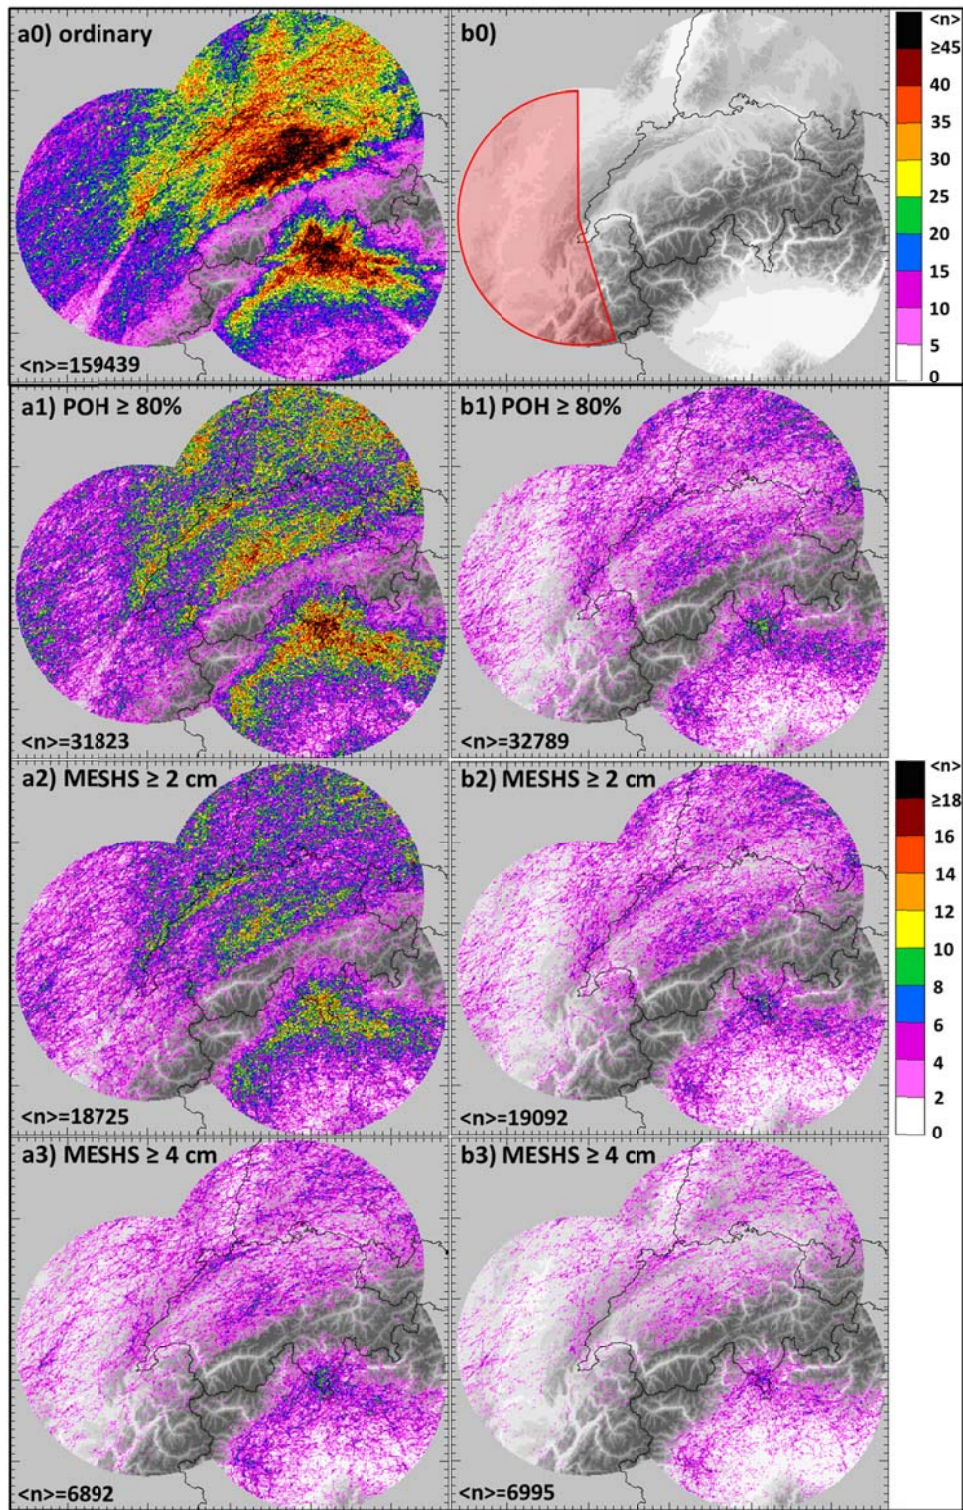 a0) ordinary
<n>=159439
b0)
<n>
≥45
40
35
30
25
20
15
10
5
0
a1) POH ≥ 80%
<n>=31823
b1) POH ≥ 80%
<n>=32789
a2) MESHS ≥ 2 cm
<n>=18725
b2) MESHS ≥ 2 cm
<n>=19092
<n>
≥18
16
14
12
10
8
6
4
2
0
a3) MESHS ≥ 4 cm
<n>=6892
b3) MESHS ≥ 4 cm
<n>=6995